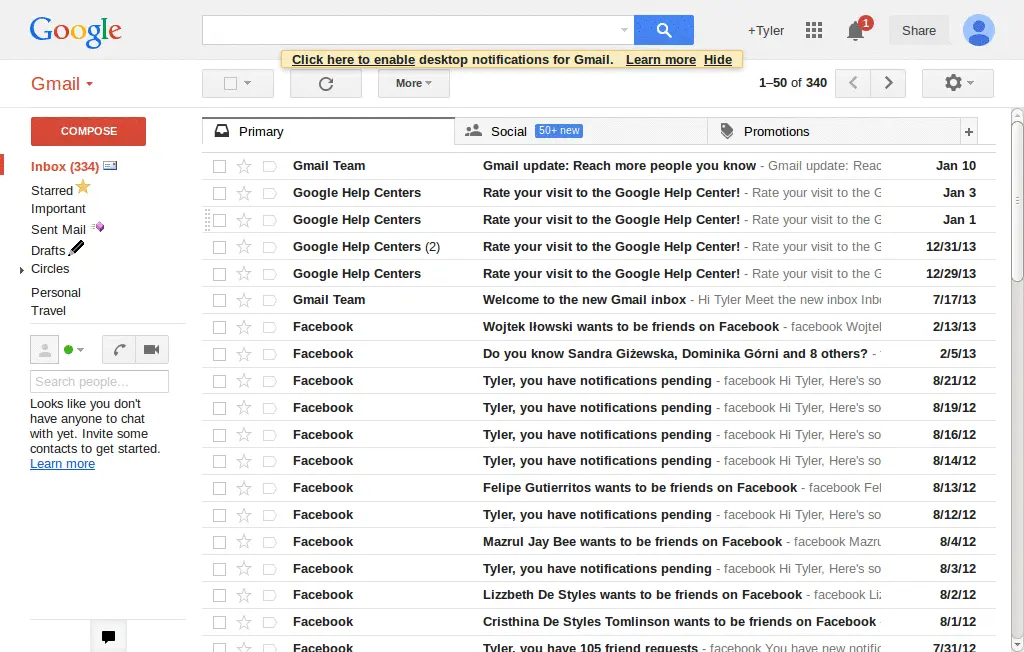 Google
+Tyler
1
Share
Click here to enable desktop notifications for Gmail. Learn more Hide
Gmail
More
1–50 of 340
COMPOSE
Inbox (334)
Starred
Important
Sent Mail
Drafts
Circles
Personal
Travel
Search people...
Looks like you don't
have anyone to chat
with yet. Invite some
contacts to get started.
Learn more
Primary
Social 50+ new
Promotions
+
Gmail Team Gmail update: Reach more people you know - Gmail update: Reac Jan 10
Google Help Centers Rate your visit to the Google Help Center! - Rate your visit to the G Jan 3
Google Help Centers Rate your visit to the Google Help Center! - Rate your visit to the G Jan 1
Google Help Centers (2) Rate your visit to the Google Help Center! - Rate your visit to the G 12/31/13
Google Help Centers Rate your visit to the Google Help Center! - Rate your visit to the G 12/29/13
Gmail Team Welcome to the new Gmail inbox - Hi Tyler Meet the new inbox Inb 7/17/13
Facebook Wojtek Iłowski wants to be friends on Facebook - facebook Wojtel 2/13/13
Facebook Do you know Sandra Giżewska, Dominika Górni and 8 others? - 2/5/13
Facebook Tyler, you have notifications pending - facebook Hi Tyler, Here's so 8/21/12
Facebook Tyler, you have notifications pending - facebook Hi Tyler, Here's so 8/19/12
Facebook Tyler, you have notifications pending - facebook Hi Tyler, Here's so 8/16/12
Facebook Tyler, you have notifications pending - facebook Hi Tyler, Here's so 8/14/12
Facebook Felipe Gutierritos wants to be friends on Facebook - facebook Fel 8/13/12
Facebook Tyler, you have notifications pending - facebook Hi Tyler, Here's so 8/12/12
Facebook Mazrul Jay Bee wants to be friends on Facebook - facebook Mazru 8/4/12
Facebook Tyler, you have notifications pending - facebook Hi Tyler, Here's so 8/3/12
Facebook Lizzbeth De Styles wants to be friends on Facebook - facebook Liz 8/2/12
Facebook Cristhina De Styles Tomlinson wants to be friends on Facebook - 8/1/12
Facebook Tyler, you have 105 friend requests - facebook You have new notific 7/31/12